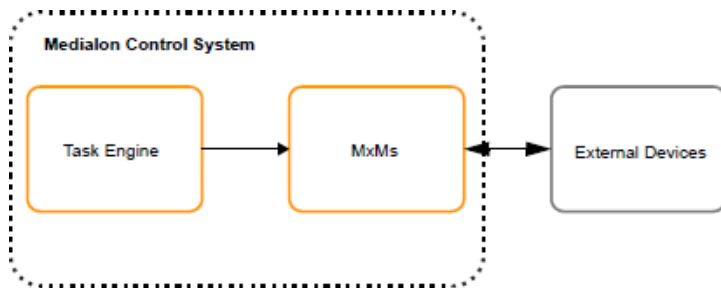 Medialon Control System
Task Engine
MxMs
External Devices